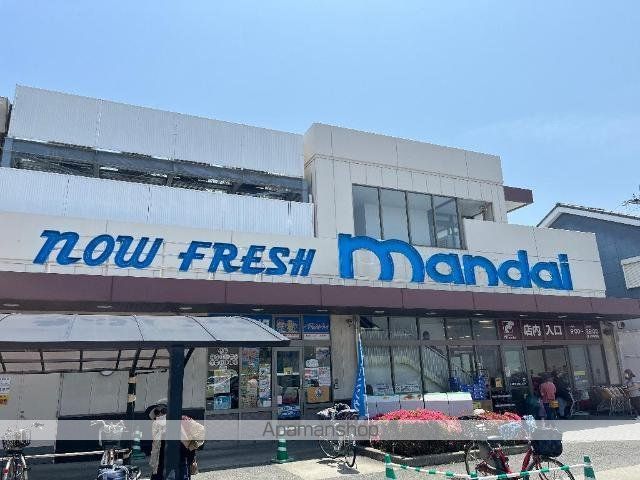 now FRESH mandai
店内 入口
Apamanshop